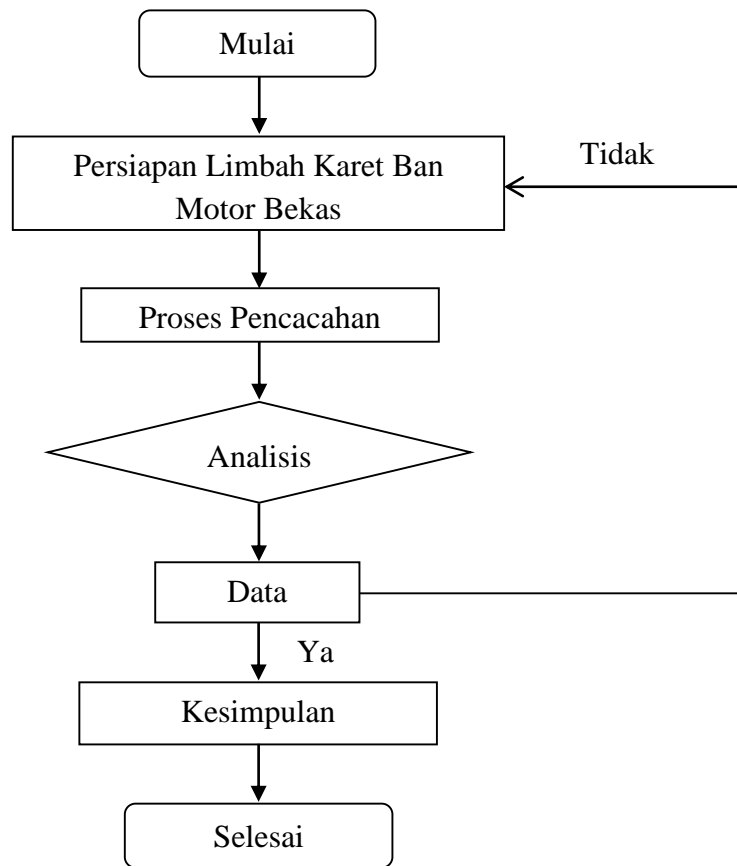 Mulai
Persiapan Limbah Karet Ban
Motor Bekas
Tidak
Proses Pencacahan
Analisis
Data
Ya
Kesimpulan
Selesai